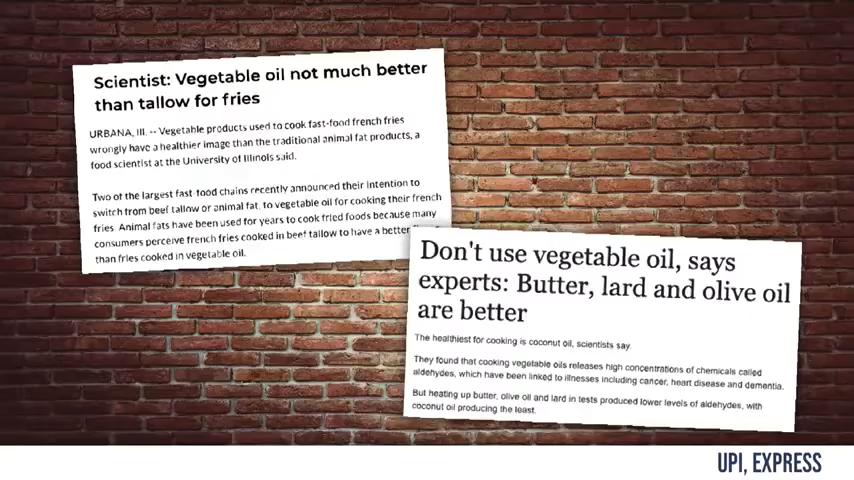 Scientist: Vegetable oil not much better
than tallow for fries
URBANA, Ill. -- Vegetable products used to cook fast-food french fries
wrongly have a healthier image than the traditional animal fat products, a
food scientist at the University of Illinois said.
Two of the largest fast-food chains recently announced their intention to
switch from beef tallow or animal fat, to vegetable oil for cooking their french
fries. Animal fats have been used for years to cook fried foods because many
consumers perceive french fries cooked in beef tallow to have a better
than fries cooked in vegetable oil.
Don't use vegetable oil, says
experts: Butter, lard and olive oil
are better
The healthiest for cooking is coconut oil, scientists say.
They found that cooking vegetable oils releases high concentrations of chemicals called
aldehydes, which have been linked to illnesses including cancer, heart disease and dementia.
But heating up butter, olive oil and lard in tests produced lower levels of aldehydes, with
coconut oil producing the least.
UPI, EXPRESS